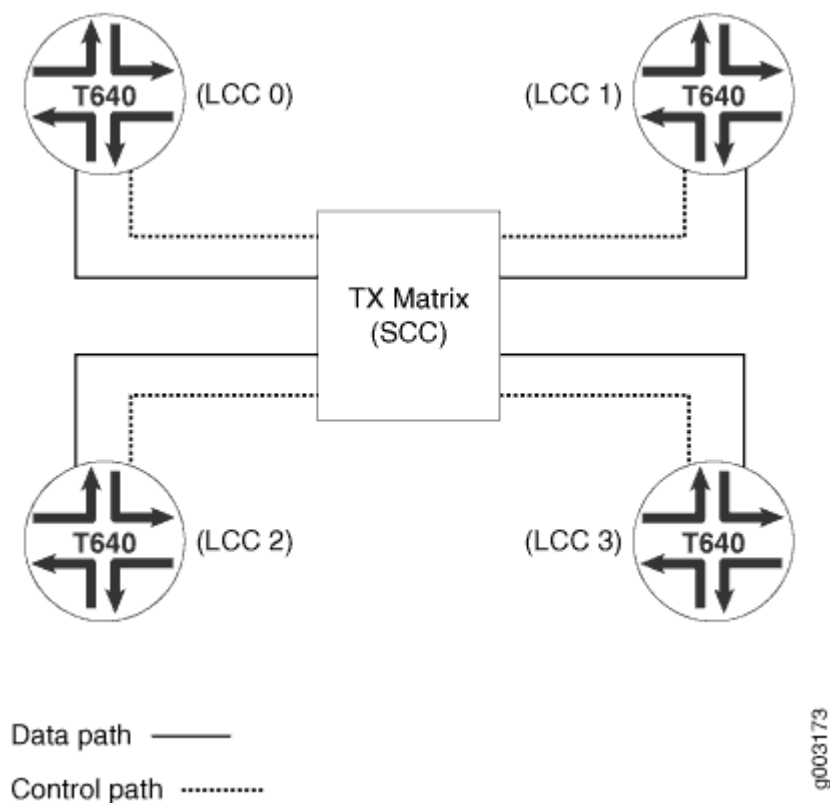 T640
(LCC 0)
(LCC 1)
T640
TX Matrix
(SCC)
T640
(LCC 2)
(LCC 3)
T640
Data path
Control path
g003173